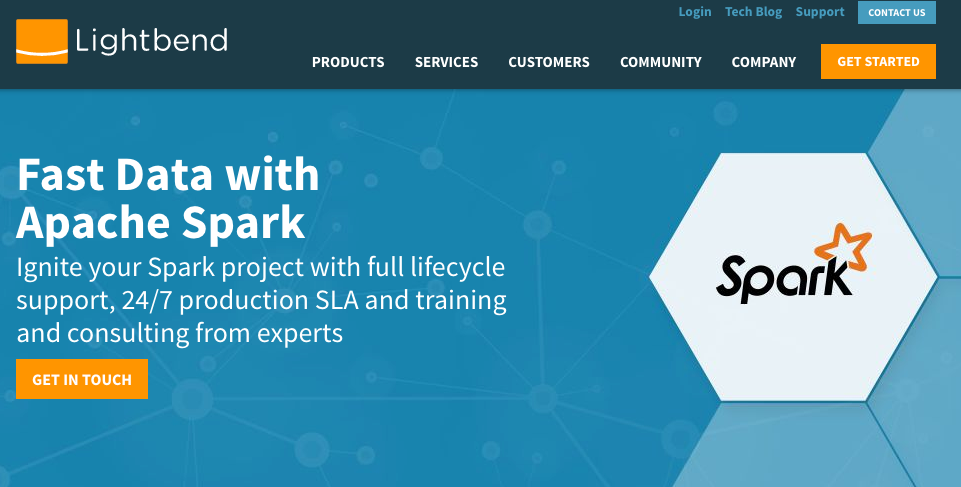 Login Tech Blog Support CONTACT US
Lightbend
PRODUCTS SERVICES CUSTOMERS COMMUNITY COMPANY GET STARTED
Fast Data with
Apache Spark
Ignite your Spark project with full lifecycle
support, 24/7 production SLA and training
and consulting from experts
GET IN TOUCH
Spark